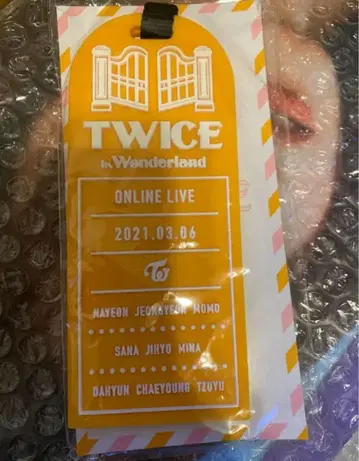 TWICE
in Wonderland
ONLINE LIVE
2021.03.06
NAYEON JEONGYEON MOMO
SANA JIHYO MINA
DAHYUN CHAEYOUNG TZUYU